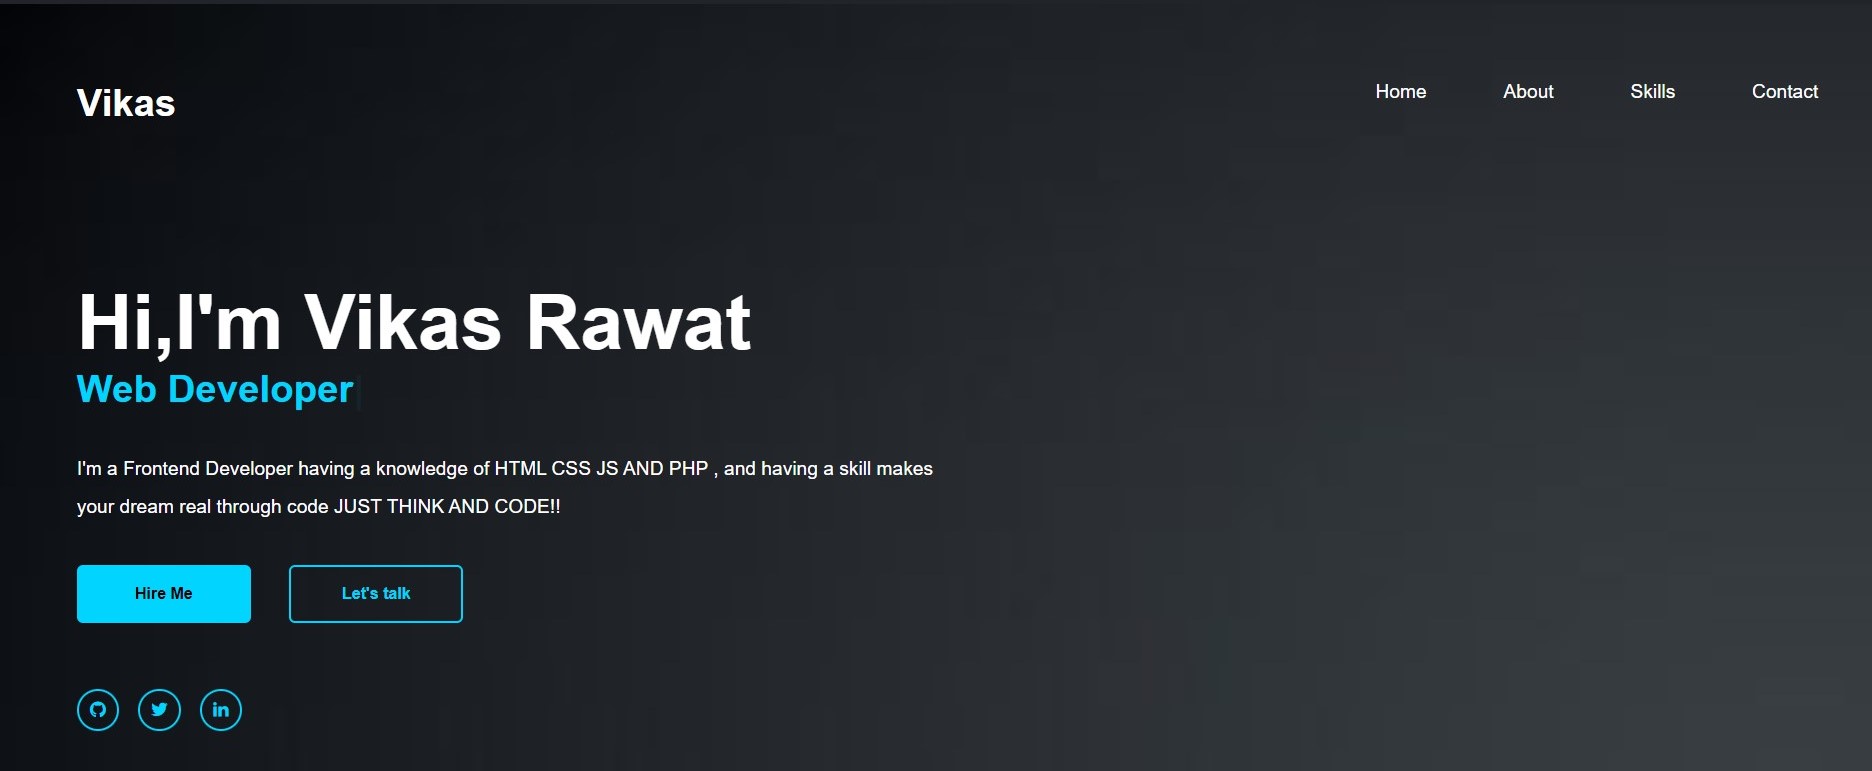 Vikas
Home About Skills Contact
Hi,I'm Vikas Rawat
Web Developer
I'm a Frontend Developer having a knowledge of HTML CSS JS AND PHP , and having a skill makes
your dream real through code JUST THINK AND CODE!!
Hire Me Let's talk
in